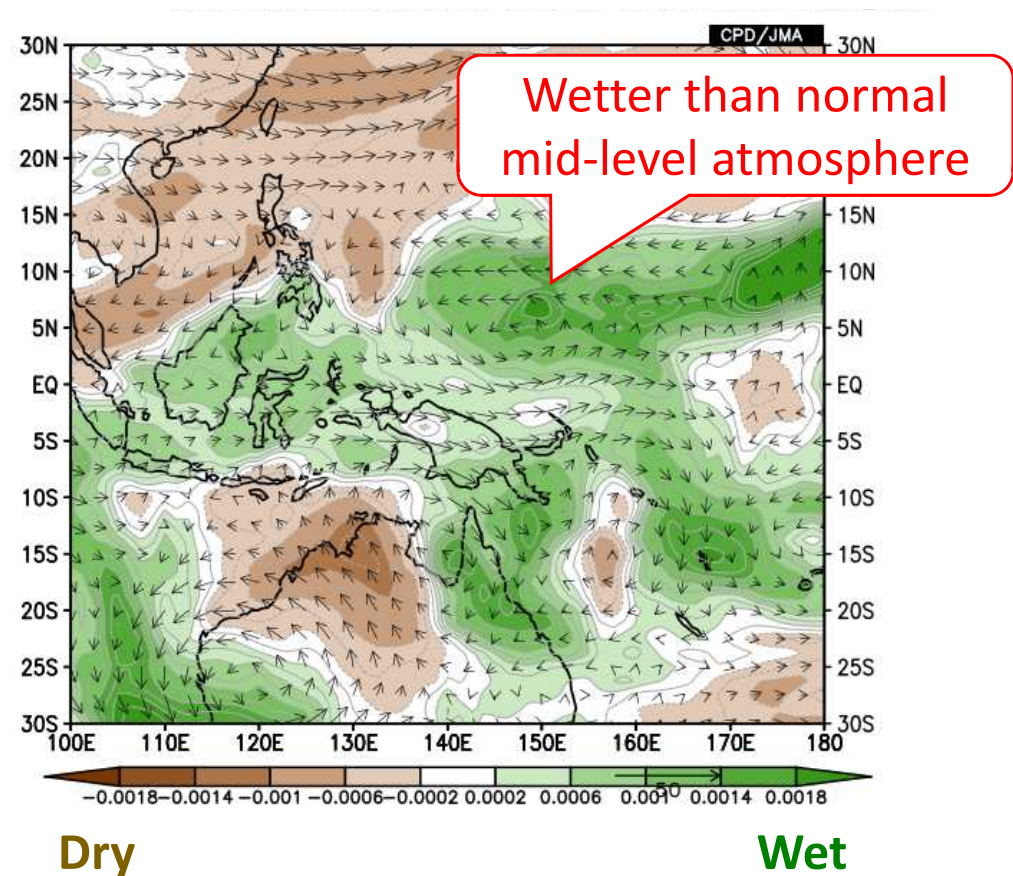 CPD/JMA
Wetter than normal
mid-level atmosphere
30N 30N
25N
20N
15N 15N
10N 10N
5N 5N
EQ EQ
5S 5S
10S 10S
15S 15S
20S 20S
25S 25S
30S 30S
100E 110E 120E 130E 140E 150E 160E 170E 180
50
-0.0018 -0.0014 -0.001 -0.0006 -0.0002 0.0002 0.0006 0.001 0.0014 0.0018
Dry Wet